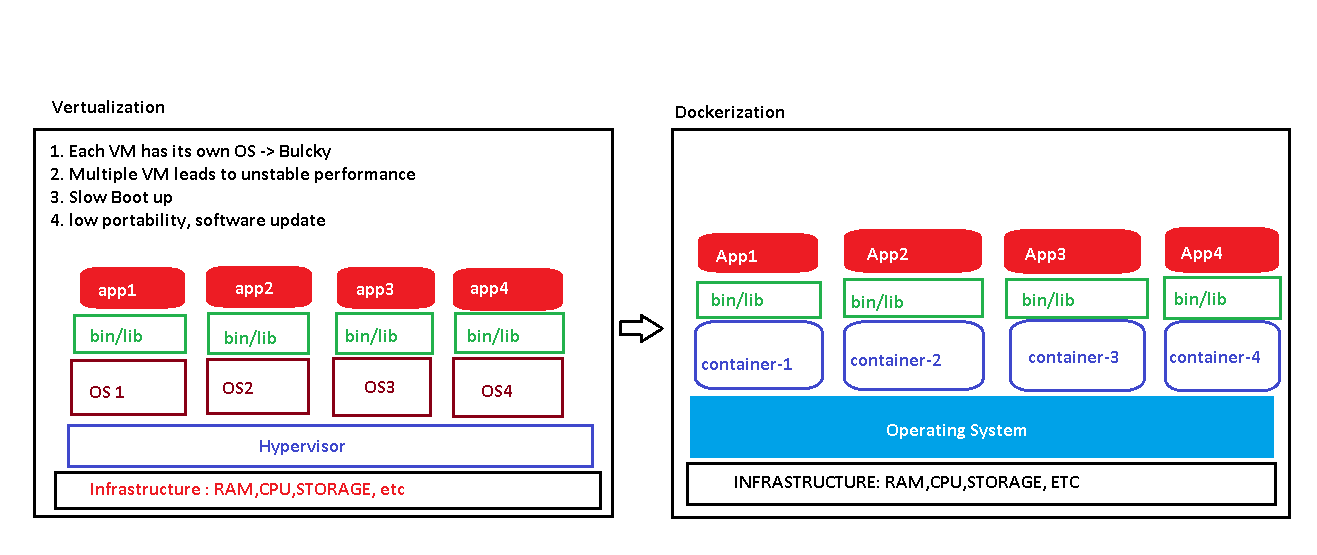 Vertualization
1. Each VM has its own OS -> Bulcky
2. Multiple VM leads to unstable performance
3. Slow Boot up
4. low portability, software update
app1 app2 app3 app4
bin/lib bin/lib bin/lib bin/lib
OS 1 OS2 OS3 OS4
Hypervisor
Infrastructure : RAM,CPU,STORAGE, etc
Dockerization
App1 App2 App3 App4
bin/lib bin/lib bin/lib bin/lib
container-1 container-2 container-3 container-4
Operating System
INFRASTRUCTURE: RAM,CPU,STORAGE, ETC